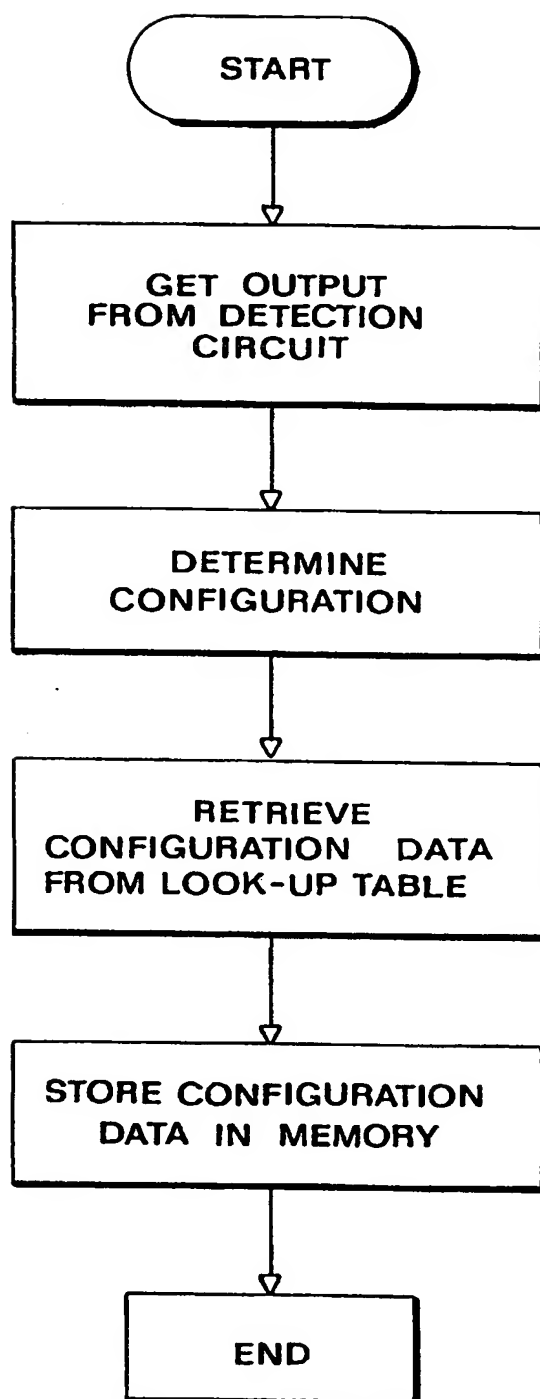 START
GET OUTPUT
FROM DETECTION
CIRCUIT
DETERMINE
CONFIGURATION
RETRIEVE
CONFIGURATION DATA
FROM LOOK-UP TABLE
STORE CONFIGURATION
DATA IN MEMORY
END